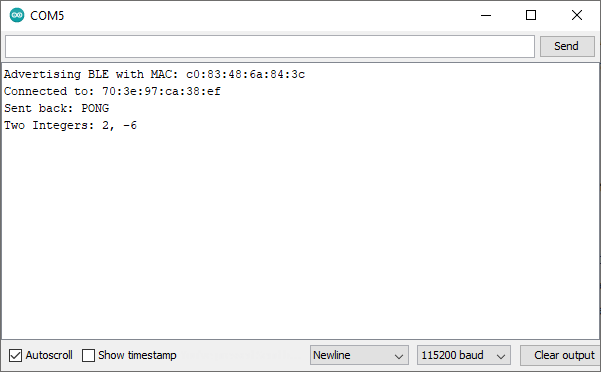 COM5
Send
Advertising BLE with MAC: c0:83:48:6a:84:3c
Connected to: 70:3e:97:ca:38:ef
Sent back: PONG
Two Integers: 2, -6
Autoscroll Show timestamp Newline 115200 baud Clear output